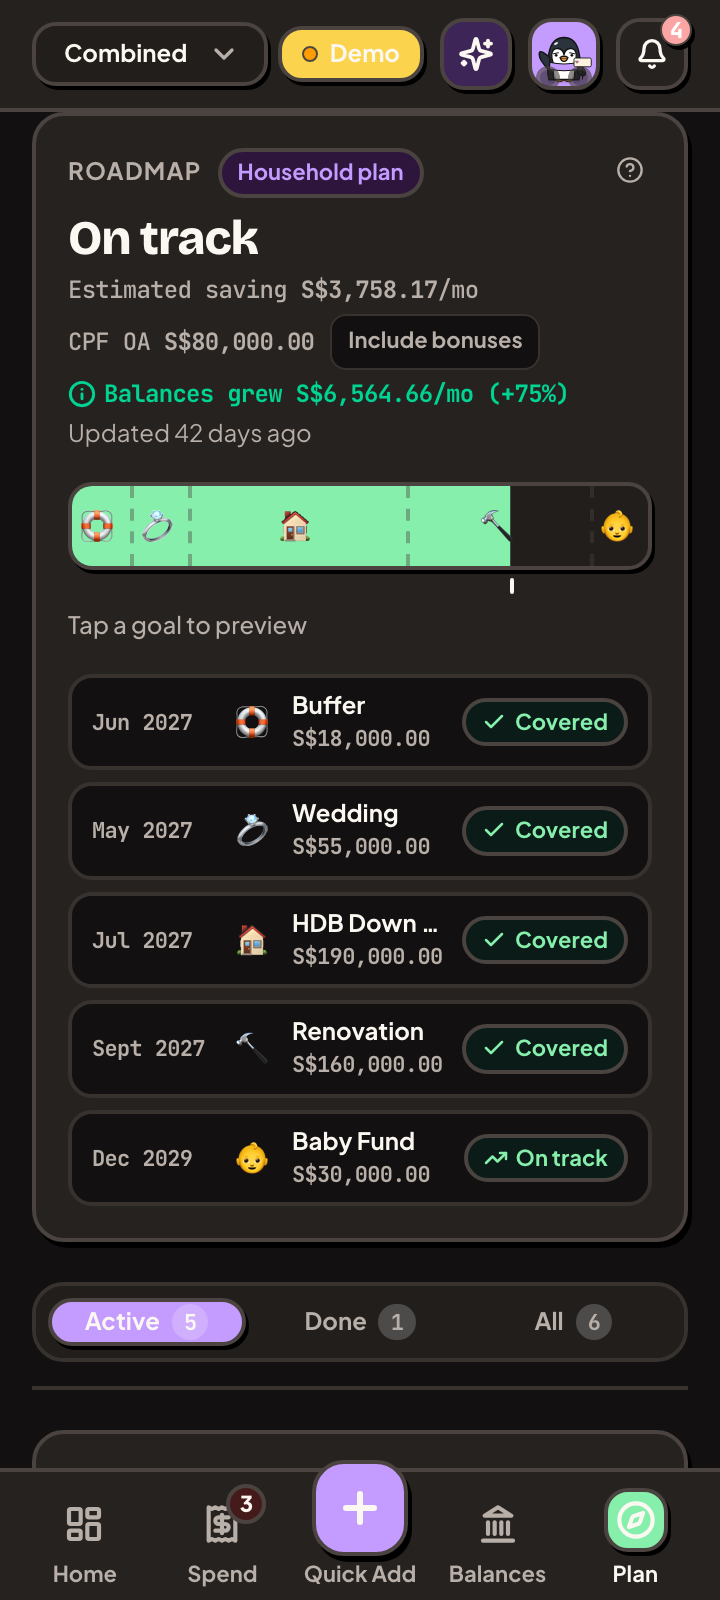 Combined
Demo
4
ROADMAP
Household plan
On track
Estimated saving S$3,758.17/mo
CPF OA S$80,000.00
Include bonuses
Balances grew S$6,564.66/mo (+75%)
Updated 42 days ago
Tap a goal to preview
Jun 2027
Buffer
S$18,000.00
Covered
May 2027
Wedding
S$55,000.00
Covered
Jul 2027
HDB Down ...
S$190,000.00
Covered
Sept 2027
Renovation
S$160,000.00
Covered
Dec 2029
Baby Fund
S$30,000.00
On track
Active 5
Done 1
All 6
3
Home
Spend
Quick Add
Balances
Plan